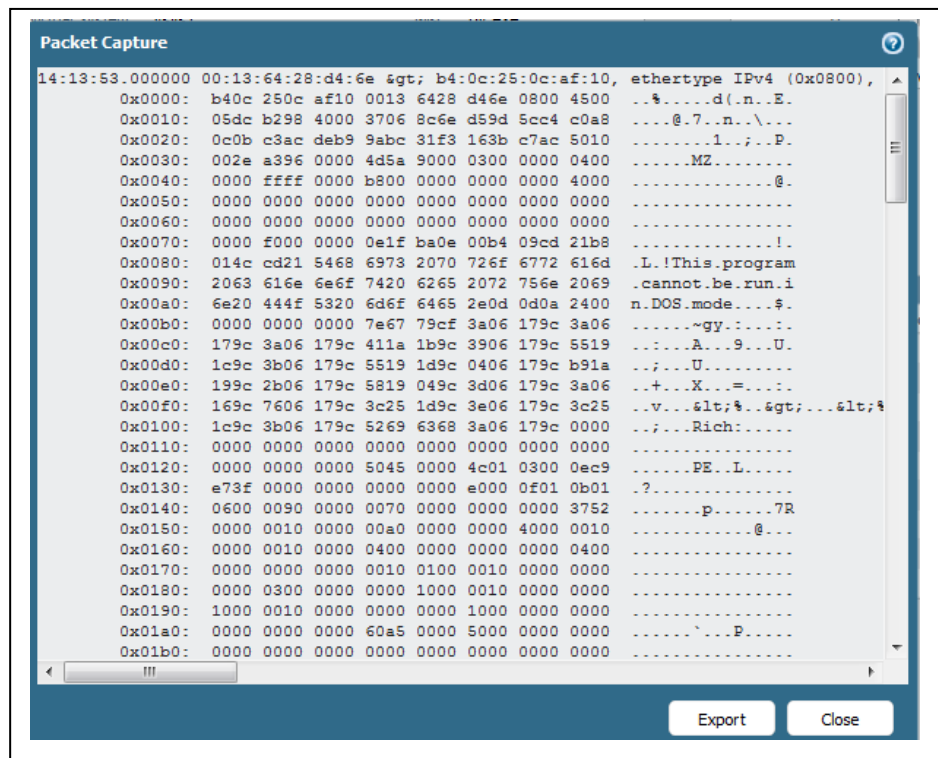 Packet Capture
14:13:53.000000 00:13:64:28:d4:6e &gt; b4:0c:25:0c:af:10, ethertype IPv4 (0x0800),
0x0000: b40c 250c af10 0013 6428 d46e 0800 4500 ..%.....d(.n..E.
0x0010: 05dc b298 4000 3706 8c6e d59d 5cc4 c0a8 ....@.7..n..\...
0x0020: 0c0b c3ac deb9 9abc 31f3 163b c7ac 5010 ........1..;..P.
0x0030: 002e a396 0000 4d5a 9000 0300 0000 0400 ......MZ........
0x0040: 0000 ffff 0000 b800 0000 0000 0000 4000 ..............@.
0x0050: 0000 0000 0000 0000 0000 0000 0000 0000 ................
0x0060: 0000 0000 0000 0000 0000 0000 0000 0000 ................
0x0070: 0000 f000 0000 0e1f ba0e 00b4 09cd 21b8 ..............!.
0x0080: 014c cd21 5468 6973 2070 726f 6772 616d .L.!This.program
0x0090: 2063 616e 6e6f 7420 6265 2072 756e 2069 .cannot.be.run.i
0x00a0: 6e20 444f 5320 6d6f 6465 2e0d 0d0a 2400 n.DOS.mode....$.
0x00b0: 0000 0000 0000 7e67 79cf 3a06 179c 3a06 ......~gy.:...:.
0x00c0: 179c 3a06 179c 411a 1b9c 3906 179c 5519 ..:...A...9...U.
0x00d0: 1c9c 3b06 179c 5519 1d9c 0406 179c b91a ..;...U.........
0x00e0: 199c 2b06 179c 5819 049c 3d06 179c 3a06 ..+...X...=...:.
0x00f0: 169c 7606 179c 3c25 1d9c 3e06 179c 3c25 ..v...&lt;%..&gt;...&lt;%
0x0100: 1c9c 3b06 179c 5269 6368 3a06 179c 0000 ..;...Rich:.....
0x0110: 0000 0000 0000 0000 0000 0000 0000 0000 ................
0x0120: 0000 0000 0000 5045 0000 4c01 0300 0ec9 ......PE..L.....
0x0130: e73f 0000 0000 0000 0000 e000 0f01 0b01 .?..............
0x0140: 0600 0090 0000 0070 0000 0000 0000 3752 .......p......7R
0x0150: 0000 0010 0000 00a0 0000 0000 4000 0010 ............@...
0x0160: 0000 0010 0000 0400 0000 0000 0000 0400 ................
0x0170: 0000 0000 0000 0010 0100 0010 0000 0000 ................
0x0180: 0000 0300 0000 0000 1000 0010 0000 0000 ................
0x0190: 1000 0010 0000 0000 0000 1000 0000 0000 ................
0x01a0: 0000 0000 0000 60a5 0000 5000 0000 0000 ......`...P.....
0x01b0: 0000 0000 0000 0000 0000 0000 0000 0000 ................
Export Close